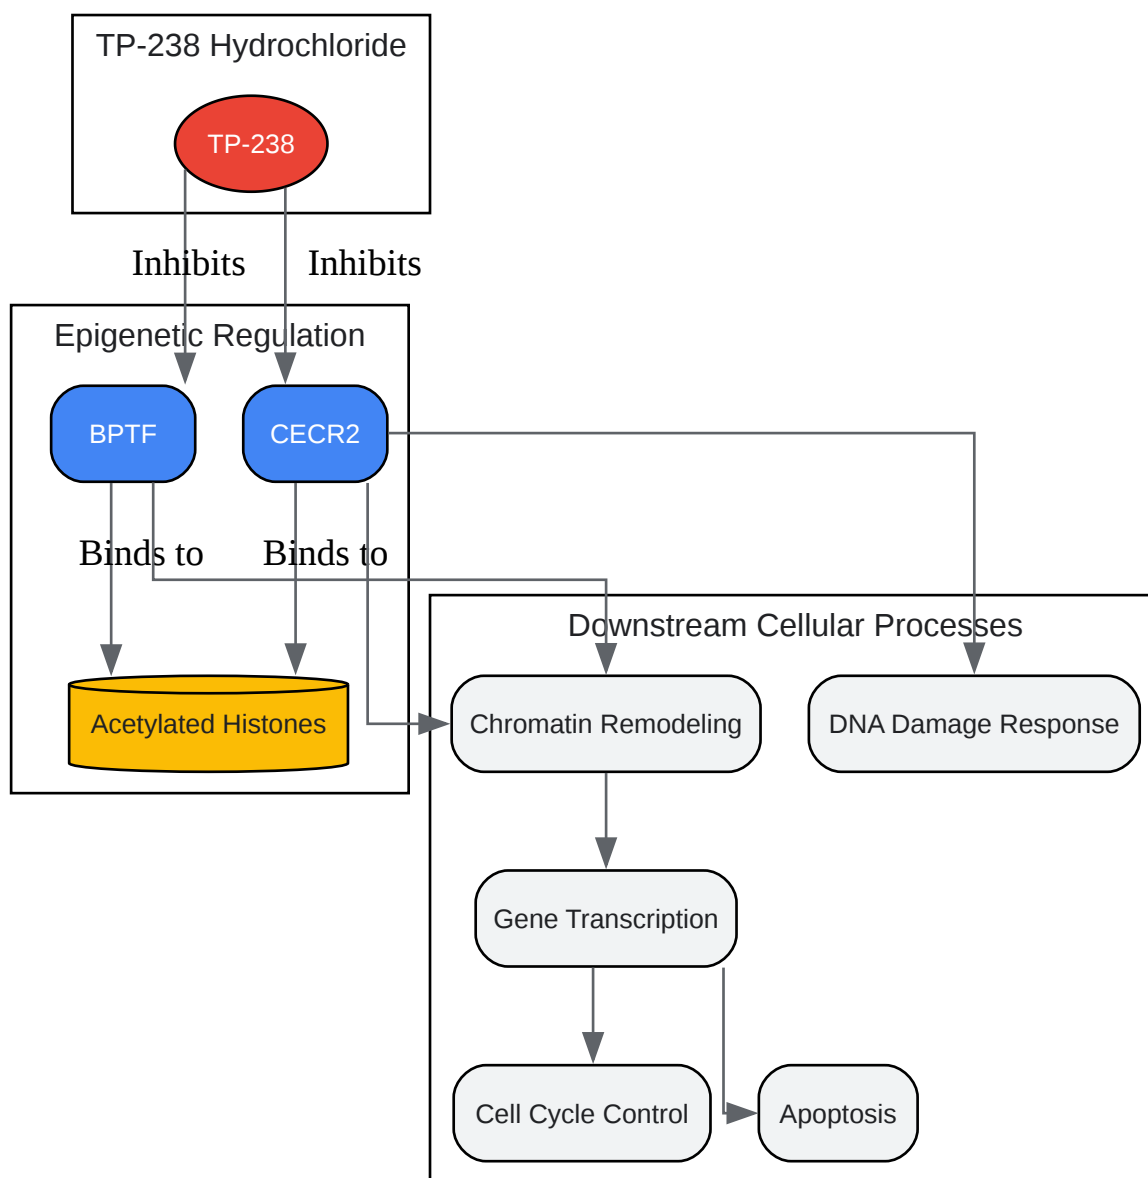 TP-238 Hydrochloride
TP-238
Inhibits
Inhibits
Epigenetic Regulation
BPTF
CECR2
Binds to
Binds to
Downstream Cellular Processes
Acetylated Histones
Chromatin Remodeling
DNA Damage Response
Gene Transcription
Cell Cycle Control
Apoptosis